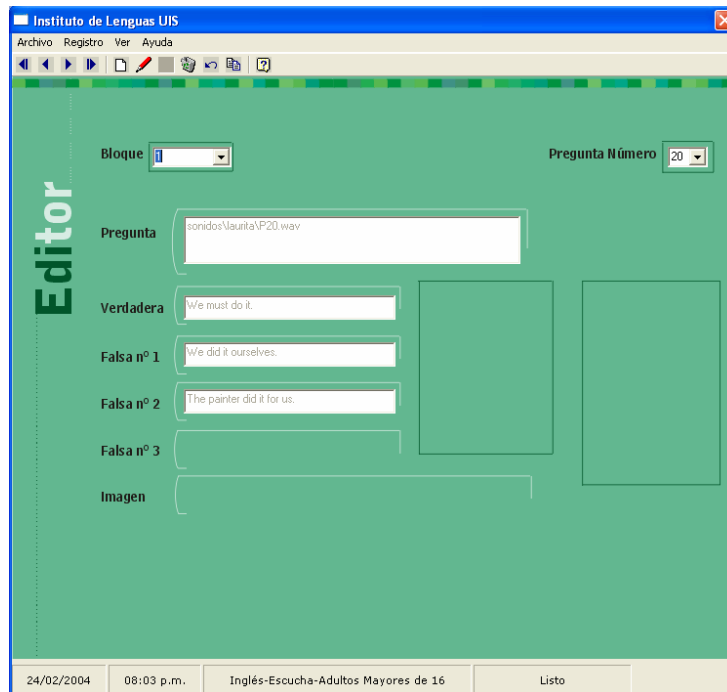 Instituto de Lenguas UIS
Archivo Registro Ver Ayuda
Editor
Bloque 1
Pregunta Número 20
Pregunta sonidos\laurita\P20.wav
Verdadera We must do it.
Falsa nº 1 We did it ourselves.
Falsa nº 2 The painter did it for us.
Falsa nº 3
Imagen
24/02/2004 08:03 p.m. Inglés-Escucha-Adultos Mayores de 16 Listo